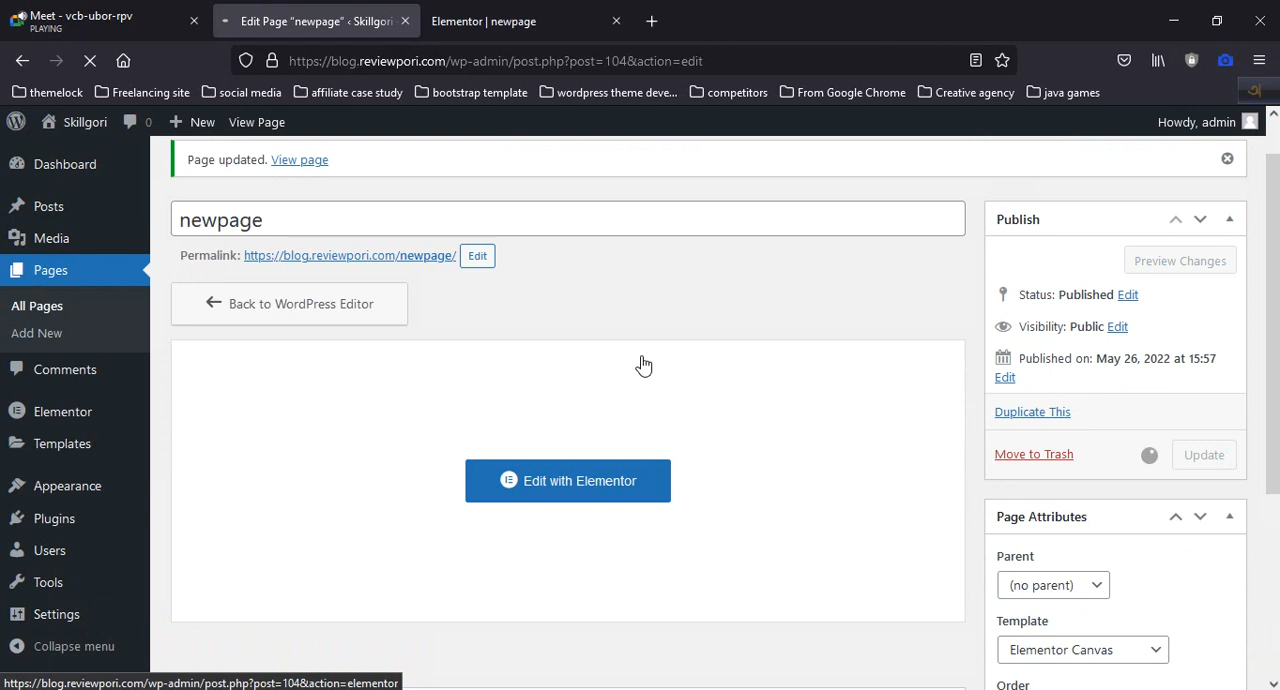 Meet - vcb-ubor-rpv
PLAYING
Edit Page "newpage" ‹ Skillgori
Elementor | newpage
https://blog.reviewpori.com/wp-admin/post.php?post=104&action=edit
themelock
Freelancing site
social media
affiliate case study
bootstrap template
wordpress theme deve...
competitors
From Google Chrome
Creative agency
java games
Skillgori
0
New
View Page
Howdy, admin
Dashboard
Posts
Media
Pages
All Pages
Add New
Comments
Elementor
Templates
Appearance
Plugins
Users
Tools
Settings
Collapse menu
Page updated. View page
newpage
Permalink: https://blog.reviewpori.com/newpage/ Edit
Back to WordPress Editor
Edit with Elementor
Publish
Preview Changes
Status: Published Edit
Visibility: Public Edit
Published on: May 26, 2022 at 15:57
Edit
Duplicate This
Move to Trash
Update
Page Attributes
Parent
(no parent)
Template
Elementor Canvas
Order
https://blog.reviewpori.com/wp-admin/post.php?post=104&action=elementor